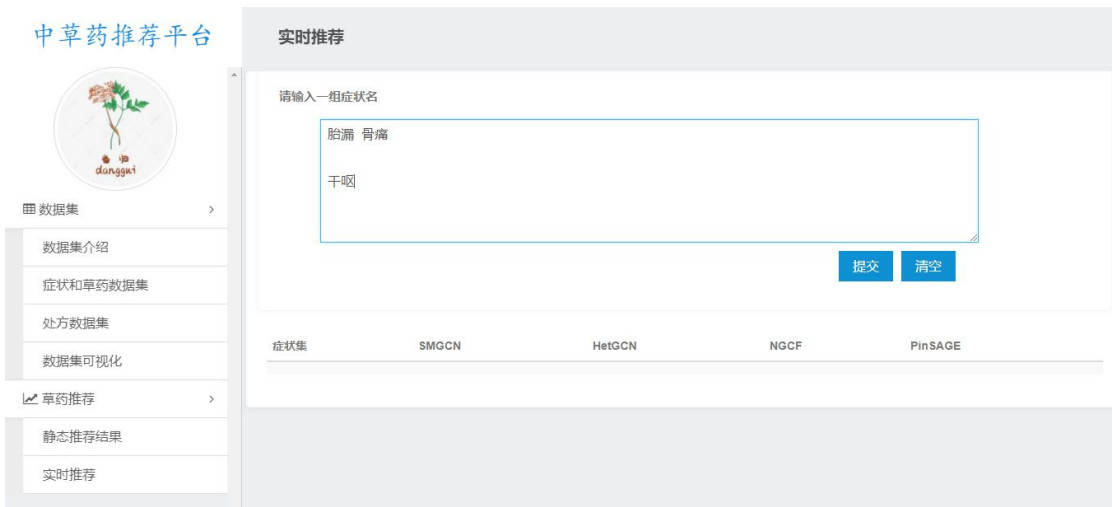 中草药推荐平台
当归
danggui
数据集
数据集介绍
症状和草药数据集
处方数据集
数据集可视化
草药推荐
静态推荐结果
实时推荐
实时推荐
请输入一组症状名
胎漏 骨痛
干呕
提交 清空
症状集 SMGCN HetGCN NGCF PinSAGE